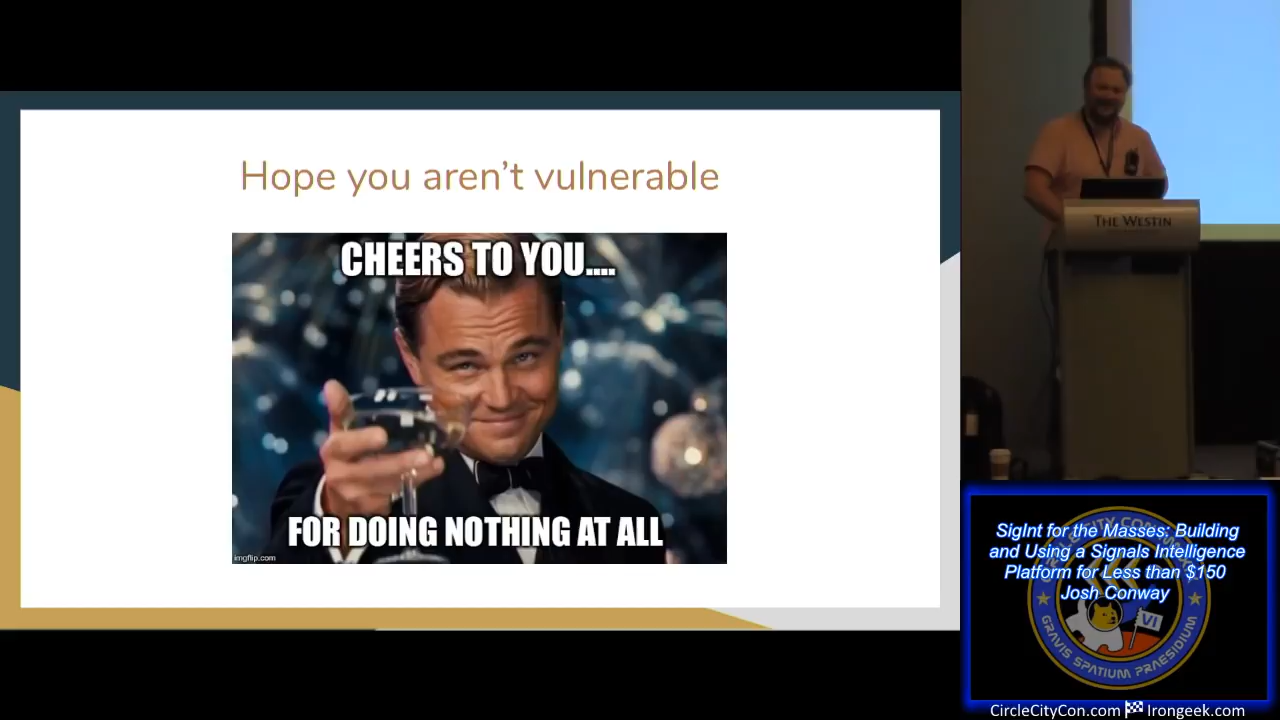 Hope you aren't vulnerable
CHEERS TO YOU....
FOR DOING NOTHING AT ALL
imgflip.com
THE WESTIN
SigInt for the Masses: Building
and Using a Signals Intelligence
Platform for Less than $150
Josh Conway
VI
GRAVIS SPATIUM PRAESIDIUM
CircleCityCon.com Irongeek.com